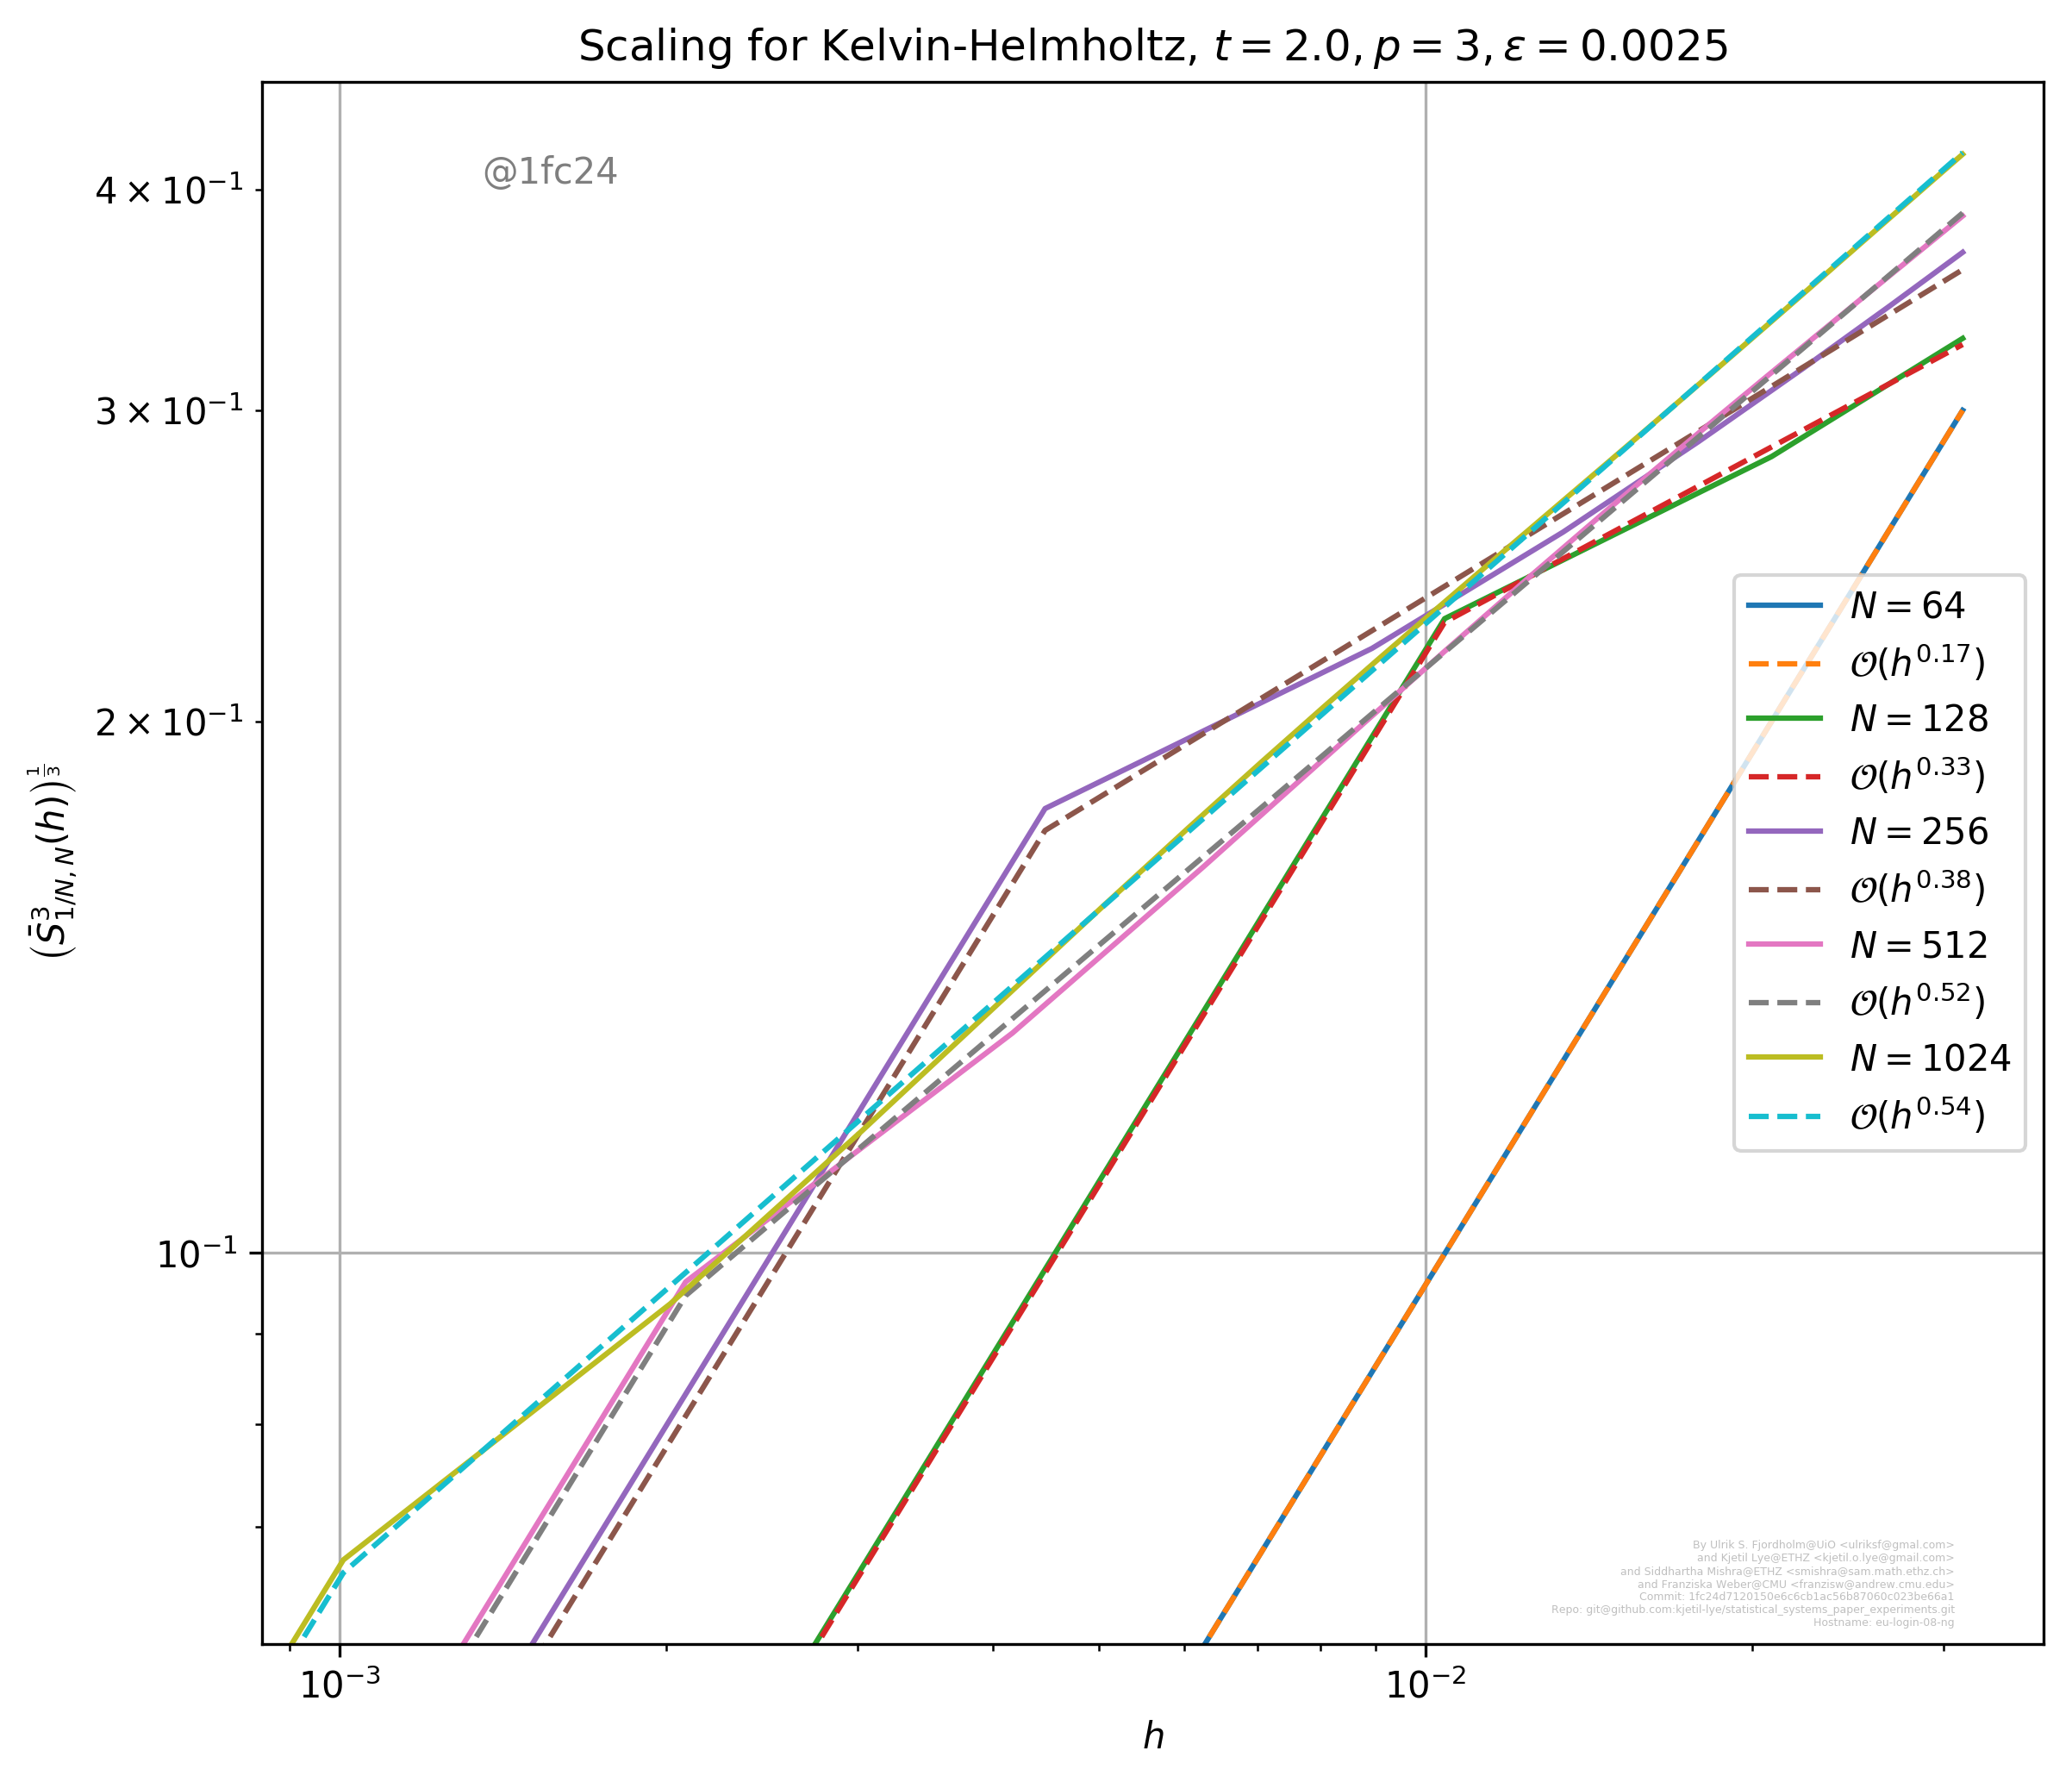 Scaling for Kelvin-Helmholtz, t = 2.0, p = 3, ε = 0.0025
@1fc24
4 × 10⁻¹
3 × 10⁻¹
2 × 10⁻¹
10⁻¹
(S̄³₁/N, N(h))^(1/3)
N = 64
𝒪(h^0.17)
N = 128
𝒪(h^0.33)
N = 256
𝒪(h^0.38)
N = 512
𝒪(h^0.52)
N = 1024
𝒪(h^0.54)
By Ulrik S. Fjordholm@UiO <ulriksf@gmal.com>
and Kjetil Lye@ETHZ <kjetil.o.lye@gmail.com>
and Siddhartha Mishra@ETHZ <smishra@sam.math.ethz.ch>
and Franziska Weber@CMU <franzisw@andrew.cmu.edu>
Commit: 1fc24d7120150e6c6cb1ac56b87060c023be66a1
Repo: git@github.com:kjetil-lye/statistical_systems_paper_experiments.git
Hostname: eu-login-08-ng
10⁻³
10⁻²
h